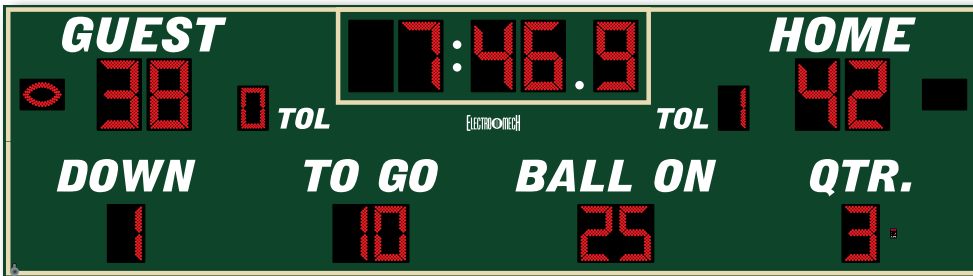 GUEST 7:46.9 HOME
38 0 TOL TOL 1 42
ELECTRO MECH
DOWN TO GO BALL ON QTR.
1 10 25 3